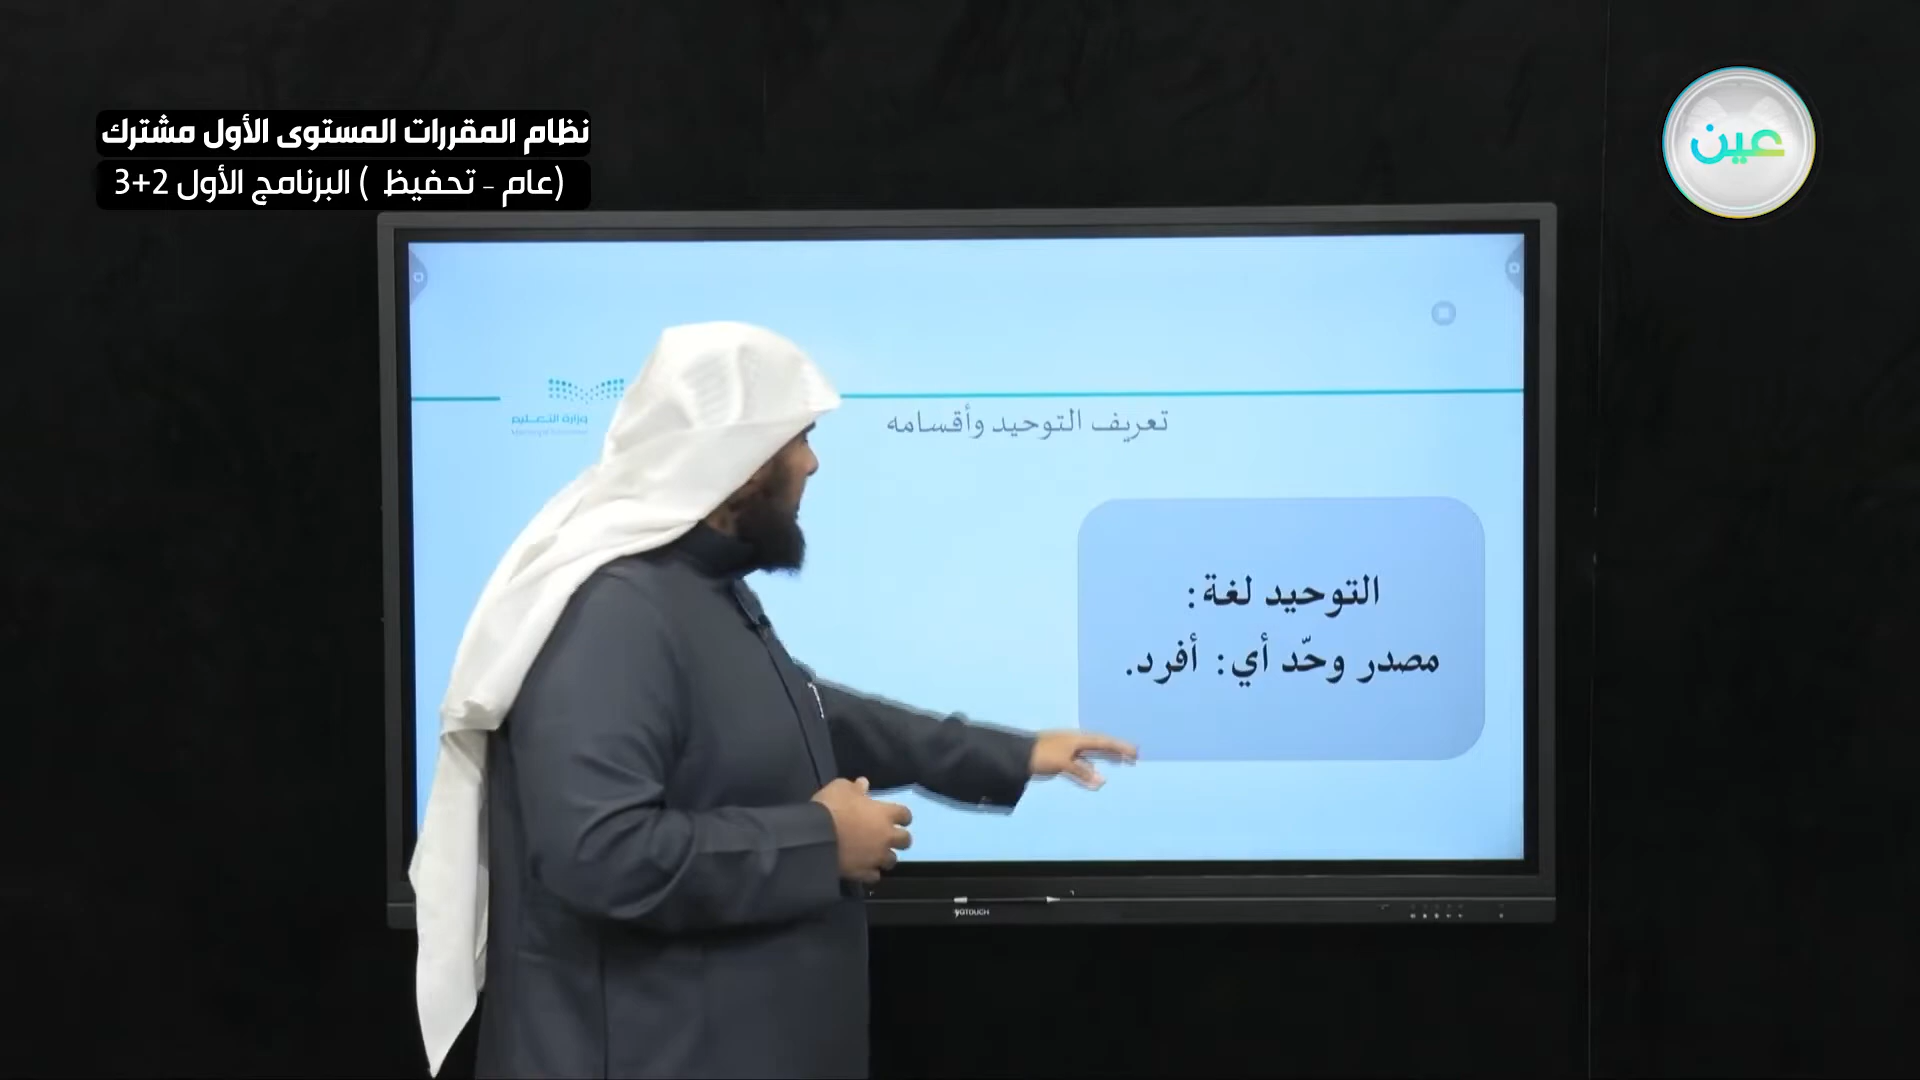 نظام المقررات المستوى الأول مشترك
(عام - تحفيظ ) البرنامج الأول 2+3
عين
وزارة التعليم
تعريف التوحيد وأقسامه
التوحيد لغة:
مصدر وحّد أي: أفرد.